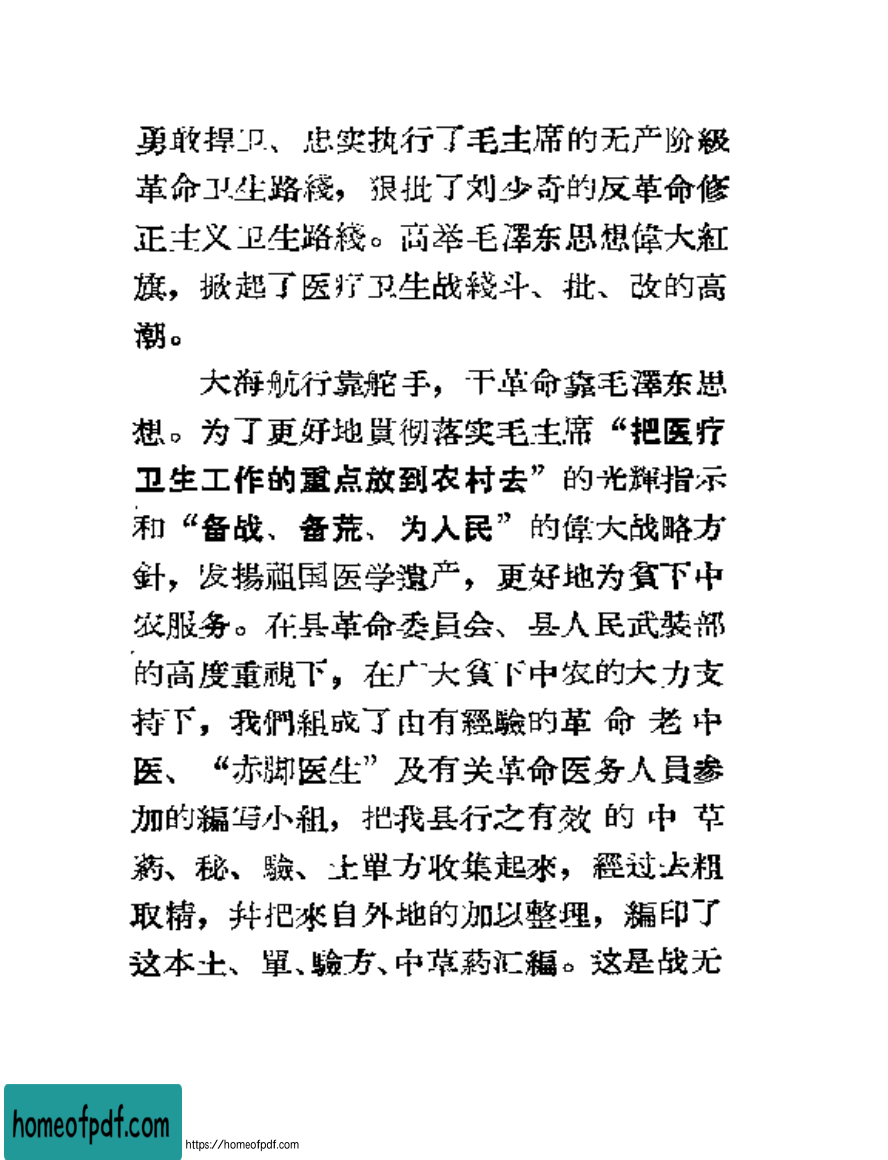 勇敢捍卫、忠实执行了毛主席的无产阶級
革命卫生路綫，狠批了刘少奇的反革命修
正主义卫生路綫。高举毛澤东思想偉大紅
旗，掀起了医疗卫生战綫斗、批、改的高
潮。
大海航行靠舵手，干革命靠毛澤东思
想。为了更好地貫彻落实毛主席“把医疗
卫生工作的重点放到农村去”的光輝指示
和“备战、备荒、为人民”的偉大战略方
針，发揚祖国医学遺产，更好地为貧下中
农服务。在县革命委員会、县人民武裝部
的高度重視下，在广大貧下中农的大力支
持下，我們組成了由有經驗的革命老中
医、“赤脚医生”及有关革命医务人員参
加的編写小組，把我县行之有效的中草
葯、秘、驗、土單方收集起來，經过去粗
取精，幷把來自外地的加以整理，編印了
这本土、單、驗方、中草葯汇編。这是战无
homeofpdf.com
https://homeofpdf.com